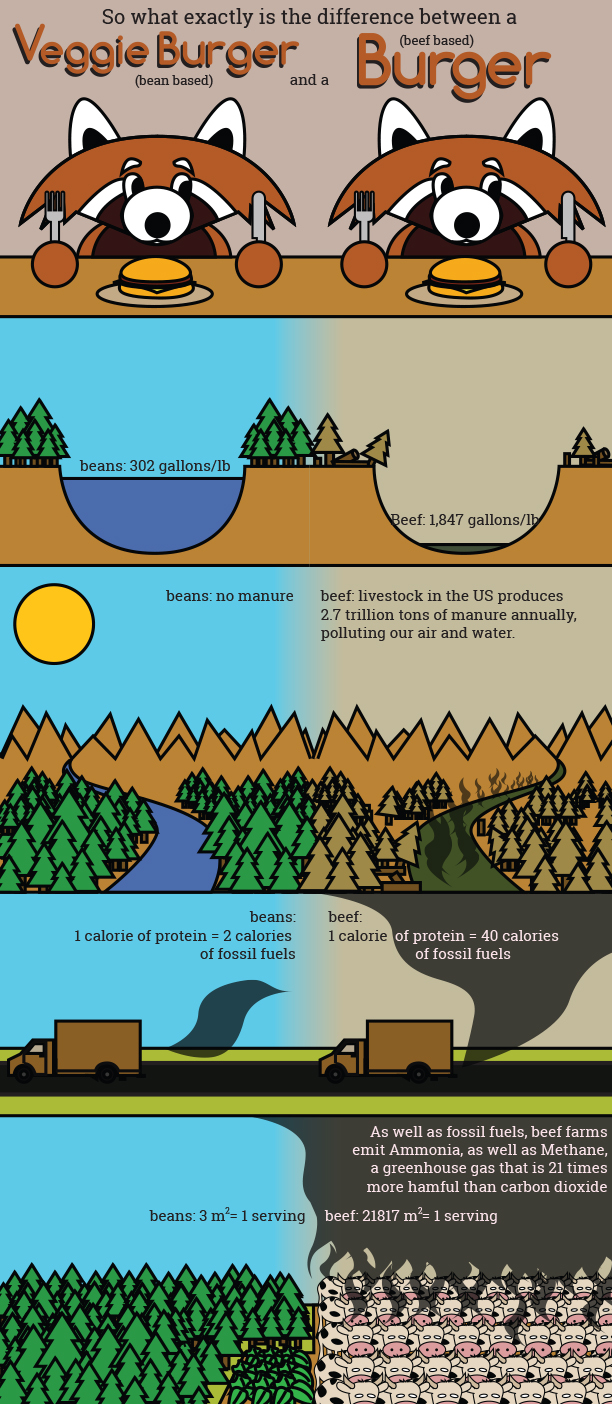 So what exactly is the difference between a
Veggie Burger
(bean based)
and a
(beef based)
Burger
beans: 302 gallons/lb
Beef: 1,847 gallons/lb
beans: no manure
beef: livestock in the US produces
2.7 trillion tons of manure annually,
polluting our air and water.
beans:
1 calorie of protein = 2 calories
of fossil fuels
beef:
1 calorie of protein = 40 calories
of fossil fuels
As well as fossil fuels, beef farms
emit Ammonia, as well as Methane,
a greenhouse gas that is 21 times
more hamful than carbon dioxide
beans: 3 m²= 1 serving
beef: 21817 m²= 1 serving